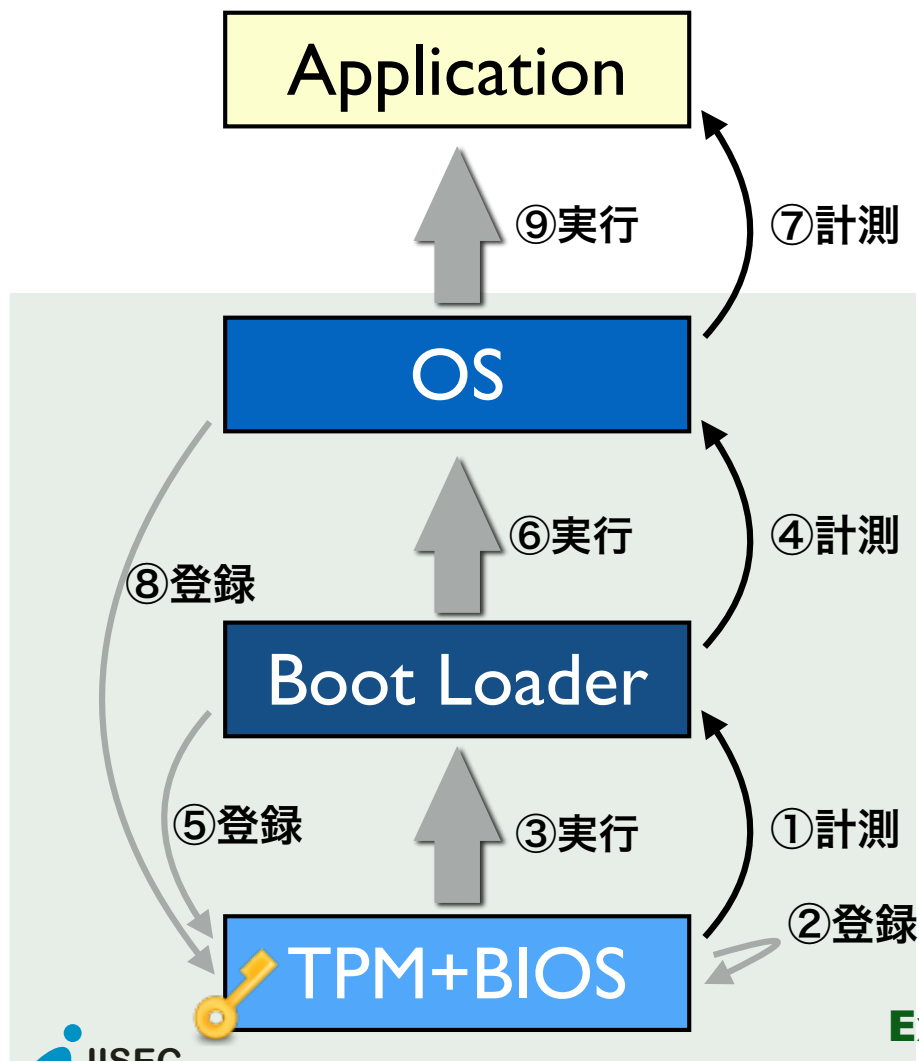 Application
⑨実行
⑦計測
OS
⑥実行
④計測
⑧登録
Boot Loader
⑤登録
③実行
①計測
②登録
TPM+BIOS
IISEC